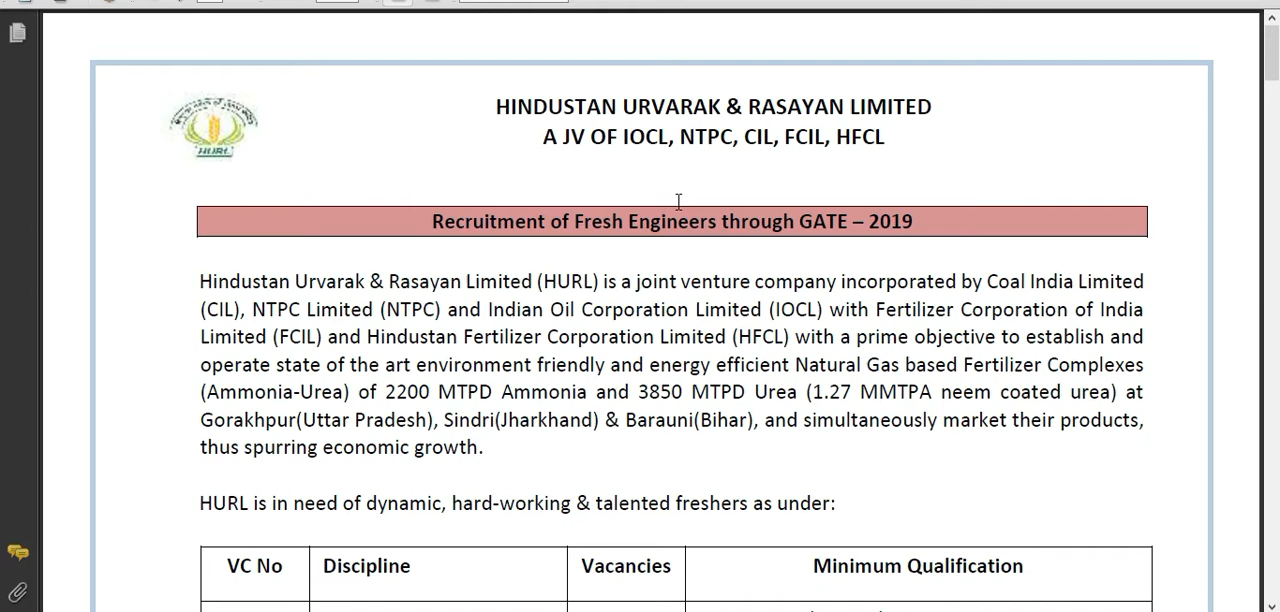 HINDUSTAN URVARAK & RASAYAN LIMITED
A JV OF IOCL, NTPC, CIL, FCIL, HFCL
HURL
Recruitment of Fresh Engineers through GATE – 2019
Hindustan Urvarak & Rasayan Limited (HURL) is a joint venture company incorporated by Coal India Limited
(CIL), NTPC Limited (NTPC) and Indian Oil Corporation Limited (IOCL) with Fertilizer Corporation of India
Limited (FCIL) and Hindustan Fertilizer Corporation Limited (HFCL) with a prime objective to establish and
operate state of the art environment friendly and energy efficient Natural Gas based Fertilizer Complexes
(Ammonia-Urea) of 2200 MTPD Ammonia and 3850 MTPD Urea (1.27 MMTPA neem coated urea) at
Gorakhpur(Uttar Pradesh), Sindri(Jharkhand) & Barauni(Bihar), and simultaneously market their products,
thus spurring economic growth.
HURL is in need of dynamic, hard-working & talented freshers as under:
VC No Discipline Vacancies Minimum Qualification